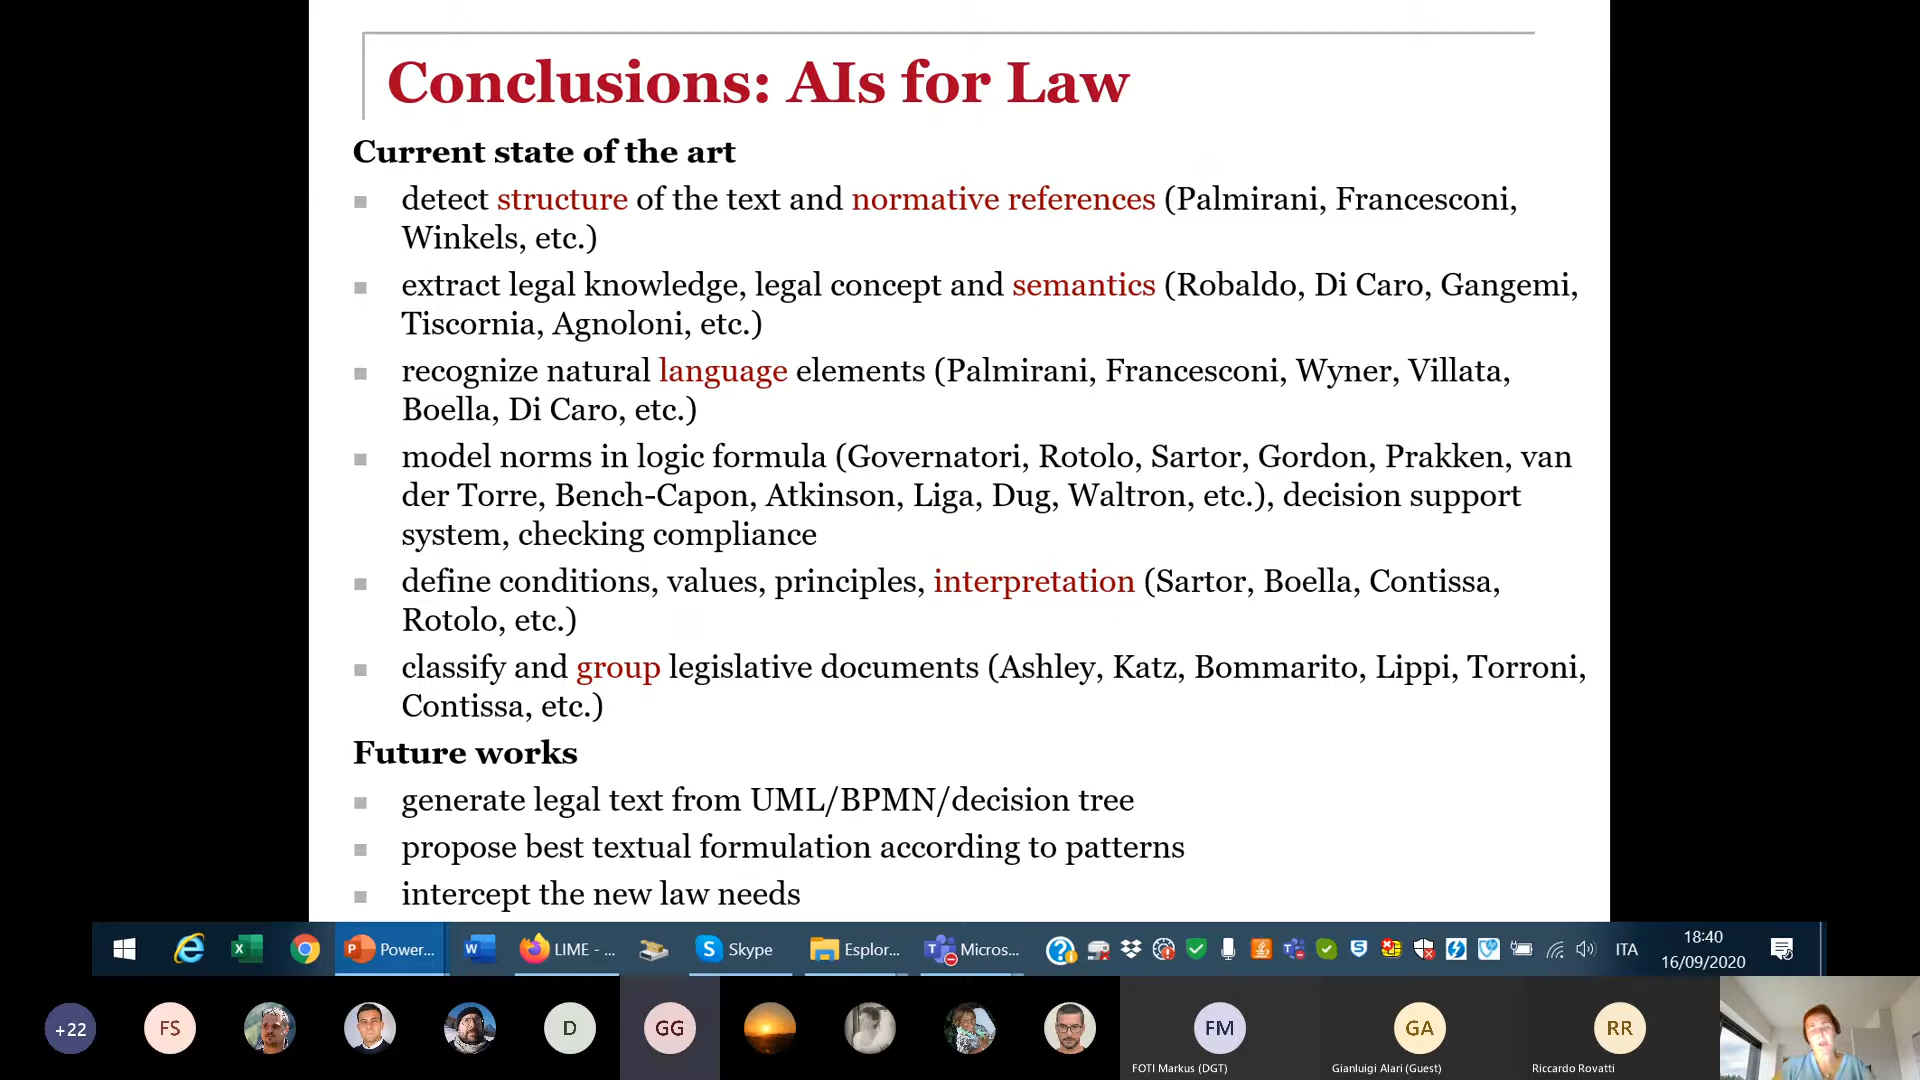 Conclusions: AIs for Law
Current state of the art
detect structure of the text and normative references (Palmirani, Francesconi,
Winkels, etc.)
extract legal knowledge, legal concept and semantics (Robaldo, Di Caro, Gangemi,
Tiscornia, Agnoloni, etc.)
recognize natural language elements (Palmirani, Francesconi, Wyner, Villata,
Boella, Di Caro, etc.)
model norms in logic formula (Governatori, Rotolo, Sartor, Gordon, Prakken, van
der Torre, Bench-Capon, Atkinson, Liga, Dug, Waltron, etc.), decision support
system, checking compliance
define conditions, values, principles, interpretation (Sartor, Boella, Contissa,
Rotolo, etc.)
classify and group legislative documents (Ashley, Katz, Bommarito, Lippi, Torroni,
Contissa, etc.)
Future works
generate legal text from UML/BPMN/decision tree
propose best textual formulation according to patterns
intercept the new law needs
Power... LIME - ... Skype Esplor... Micros... ITA 18:40
16/09/2020
+22 FS D GG FM GA RR
FOTI Markus (DGT) Gianluigi Alari (Guest) Riccardo Rovatti